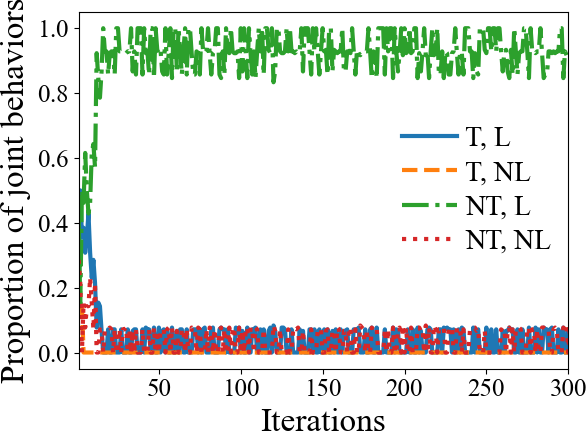 Proportion of joint behaviors
1.0
0.8
0.6
0.4
0.2
0.0
T, L
T, NL
NT, L
NT, NL
50 100 150 200 250 300
Iterations